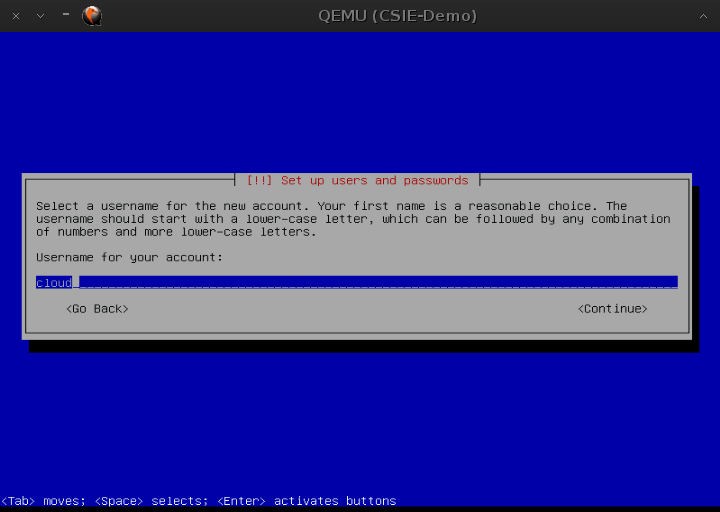 QEMU (CSIE-Demo)
[!!] Set up users and passwords
Select a username for the new account. Your first name is a reasonable choice. The
username should start with a lower-case letter, which can be followed by any combination
of numbers and more lower-case letters.
Username for your account:
cloud
<Go Back> <Continue>
<Tab> moves; <Space> selects; <Enter> activates buttons